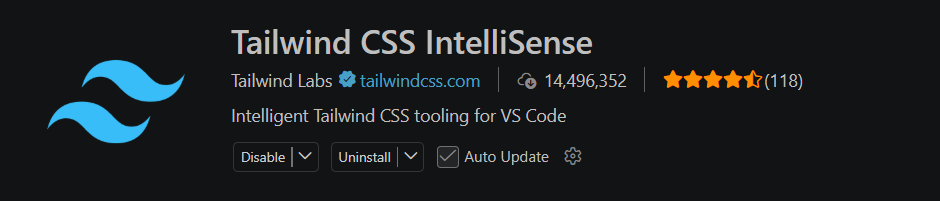 Tailwind CSS IntelliSense
Tailwind Labs tailwindcss.com 14,496,352 (118)
Intelligent Tailwind CSS tooling for VS Code
Disable Uninstall Auto Update